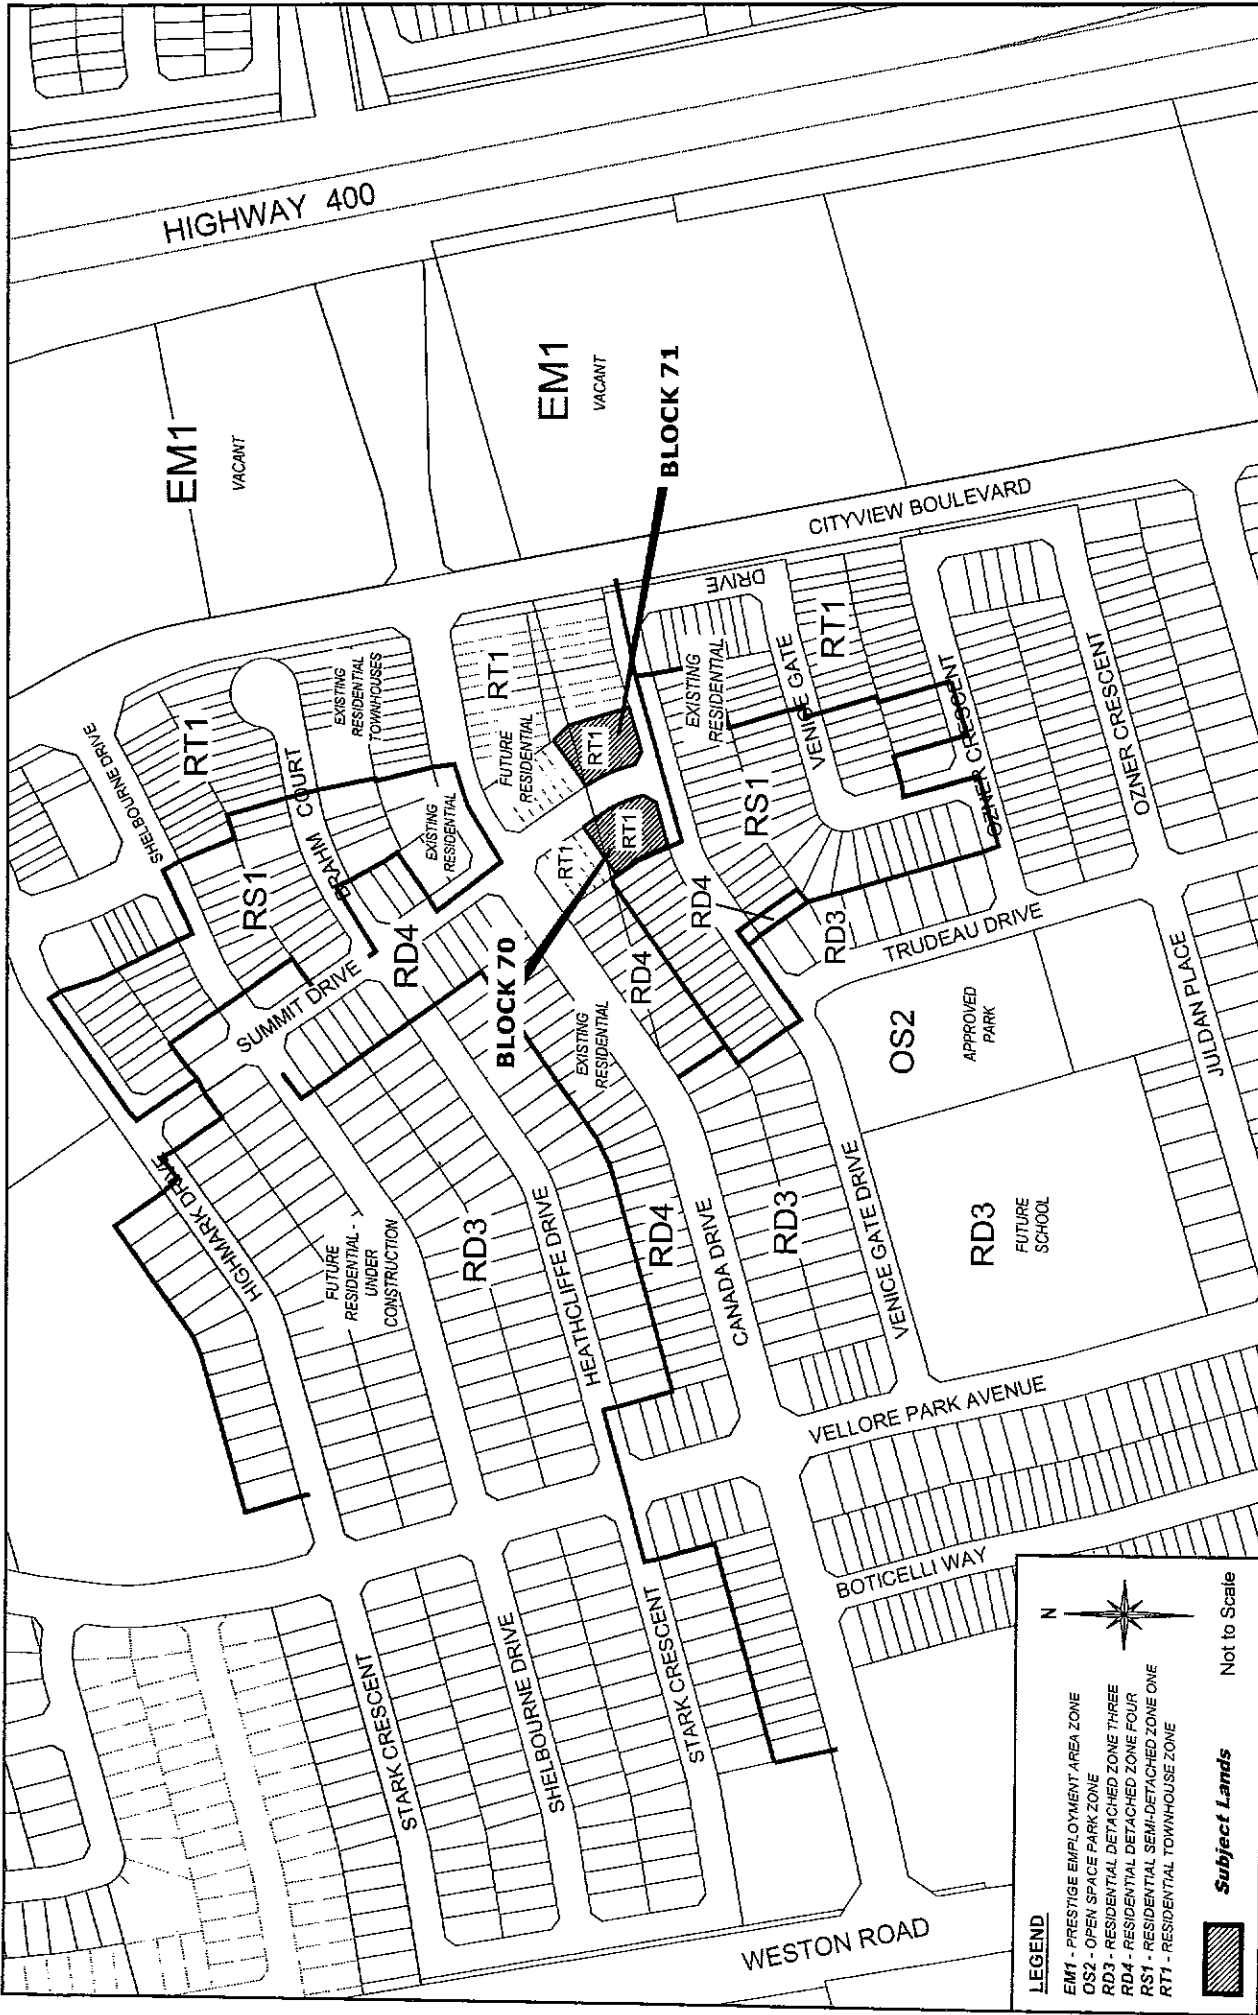 HIGHWAY 400
EM1
VACANT
EM1
VACANT
BLOCK 71
CITYVIEW BOULEVARD
SHELBOURNE DRIVE
RT1
EXISTING
RESIDENTIAL
TOWNHOUSES
BRAHM COURT
RS1
EXISTING
RESIDENTIAL
RT1
FUTURE
RESIDENTIAL
RT1
RT1
RT1
EXISTING
RESIDENTIAL
DRIVE
VENICE GATE
RT1
RS1
OZNER CRESCENT
OZNER CRESCENT
SUMMIT DRIVE
RD4
BLOCK 70
RD4
RD4
RD3
TRUDEAU DRIVE
JULDAN PLACE
OS2
APPROVED
PARK
EXISTING
RESIDENTIAL
HIGHMARK DRIVE
FUTURE
RESIDENTIAL -
UNDER
CONSTRUCTION
RD3
HEATHCLIFFE DRIVE
RD4
CANADA DRIVE
RD3
VENICE GATE DRIVE
RD3
FUTURE
SCHOOL
VELLORE PARK AVENUE
BOTICELLI WAY
STARK CRESCENT
SHELBOURNE DRIVE
STARK CRESCENT
WESTON ROAD
LEGEND
EM1 - PRESTIGE EMPLOYMENT AREA ZONE
OS2 - OPEN SPACE PARK ZONE
RD3 - RESIDENTIAL DETACHED ZONE THREE
RD4 - RESIDENTIAL DETACHED ZONE FOUR
RS1 - RESIDENTIAL SEMI-DETACHED ZONE ONE
RT1 - RESIDENTIAL TOWNHOUSE ZONE
N
Subject Lands
Not to Scale